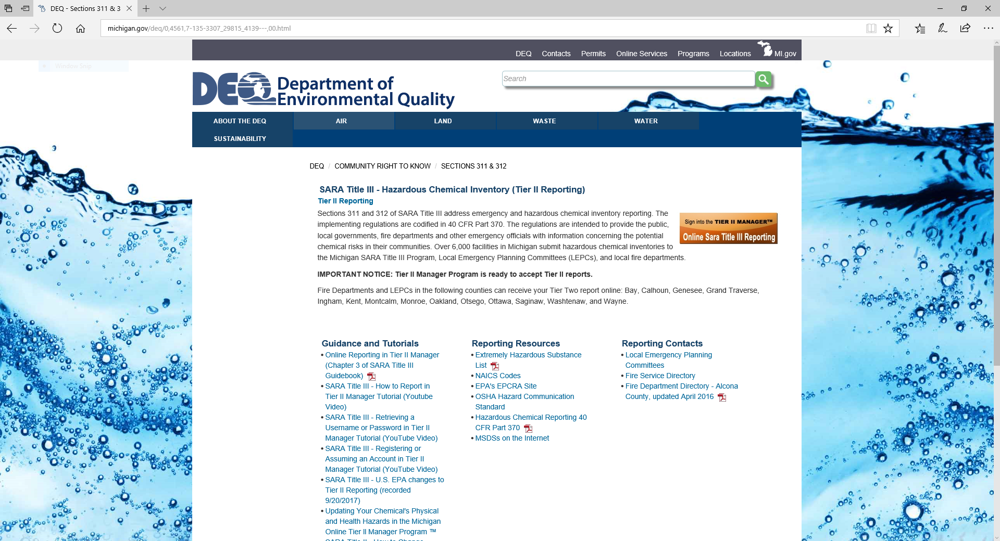 DEQ - Sections 311 & 3
michigan.gov/deq/0,4561,7-135-3307_29815_4139---,00.html
DEQ Contacts Permits Online Services Programs Locations MI.gov
Window Snip
DEQ Department of
Environmental Quality
Search
ABOUT THE DEQ AIR LAND WASTE WATER
SUSTAINABILITY
DEQ / COMMUNITY RIGHT TO KNOW / SECTIONS 311 & 312
SARA Title III - Hazardous Chemical Inventory (Tier II Reporting)
Tier II Reporting
Sections 311 and 312 of SARA Title III address emergency and hazardous chemical inventory reporting. The
implementing regulations are codified in 40 CFR Part 370. The regulations are intended to provide the public,
local governments, fire departments and other emergency officials with information concerning the potential
chemical risks in their communities. Over 6,000 facilities in Michigan submit hazardous chemical inventories to
the Michigan SARA Title III Program, Local Emergency Planning Committees (LEPCs), and local fire departments.
Sign into the TIER II MANAGER™
Online Sara Title III Reporting
IMPORTANT NOTICE: Tier II Manager Program is ready to accept Tier II reports.
Fire Departments and LEPCs in the following counties can receive your Tier Two report online: Bay, Calhoun, Genesee, Grand Traverse,
Ingham, Kent, Montcalm, Monroe, Oakland, Otsego, Ottawa, Saginaw, Washtenaw, and Wayne.
Guidance and Tutorials
• Online Reporting in Tier II Manager
(Chapter 3 of SARA Title III
Guidebook)
• SARA Title III - How to Report in
Tier II Manager Tutorial (Youtube
Video)
• SARA Title III - Retrieving a
Username or Password in Tier II
Manager Tutorial (YouTube Video)
• SARA Title III - Registering or
Assuming an Account in Tier II
Manager Tutorial (YouTube Video)
• SARA Title III - U.S. EPA changes to
Tier II Reporting (recorded
9/20/2017)
• Updating Your Chemical's Physical
and Health Hazards in the Michigan
Online Tier II Manager Program ™
SARA Title II - How to Change
Reporting Resources
• Extremely Hazardous Substance
List
• NAICS Codes
• EPA's EPCRA Site
• OSHA Hazard Communication
Standard
• Hazardous Chemical Reporting 40
CFR Part 370
• MSDSs on the Internet
Reporting Contacts
• Local Emergency Planning
Committees
• Fire Service Directory
• Fire Department Directory - Alcona
County, updated April 2016